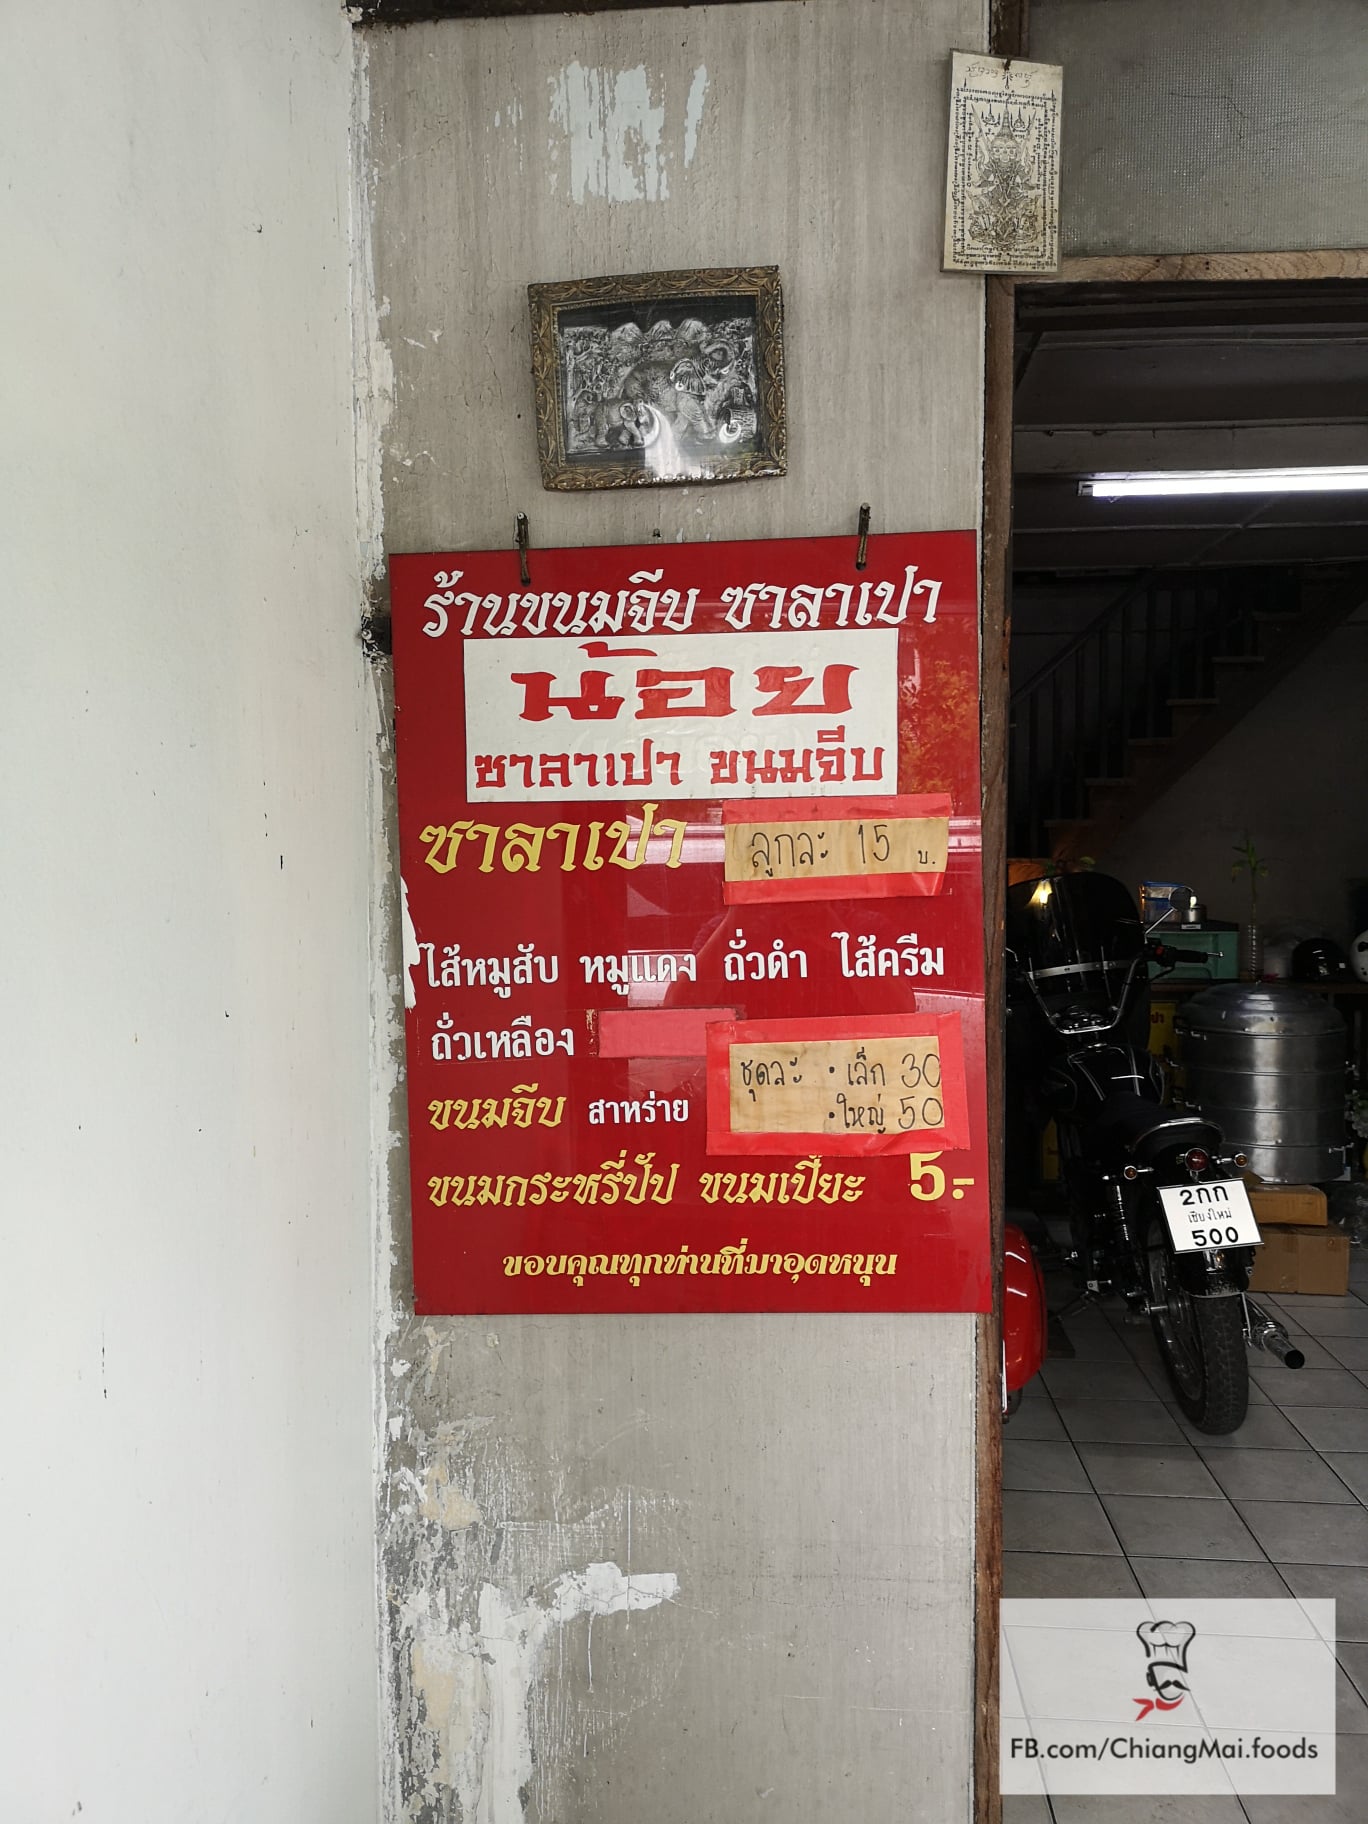 ร้านขนมจีบ ซาลาเปา
น้อย
ซาลาเปา ขนมจีบ
ซาลาเปา ลูกละ 15 บ.
ไส้หมูสับ หมูแดง ถั่วดำ ไส้ครีม
ถั่วเหลือง
ขนมจีบ สาหร่าย ชุดละ • เล็ก 30
• ใหญ่ 50
ขนมกระหรี่ปั๊ป ขนมเปี๊ยะ 5.-
ขอบคุณทุกท่านที่มาอุดหนุน
2กก
เชียงใหม่
500
FB.com/ChiangMai.foods